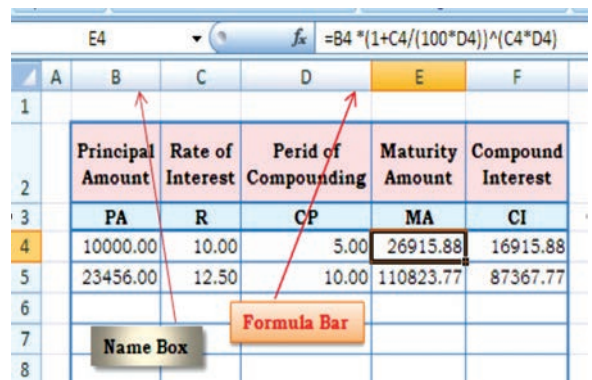 E4 fx =B4 *(1+C4/(100*D4))^(C4*D4)
A B C D E F
1
2 Principal Amount Rate of Interest Perid of Compounding Maturity Amount Compound Interest
3 PA R CP MA CI
4 10000.00 10.00 5.00 26915.88 16915.88
5 23456.00 12.50 10.00 110823.77 87367.77
6
Formula Bar
7
Name Box
8